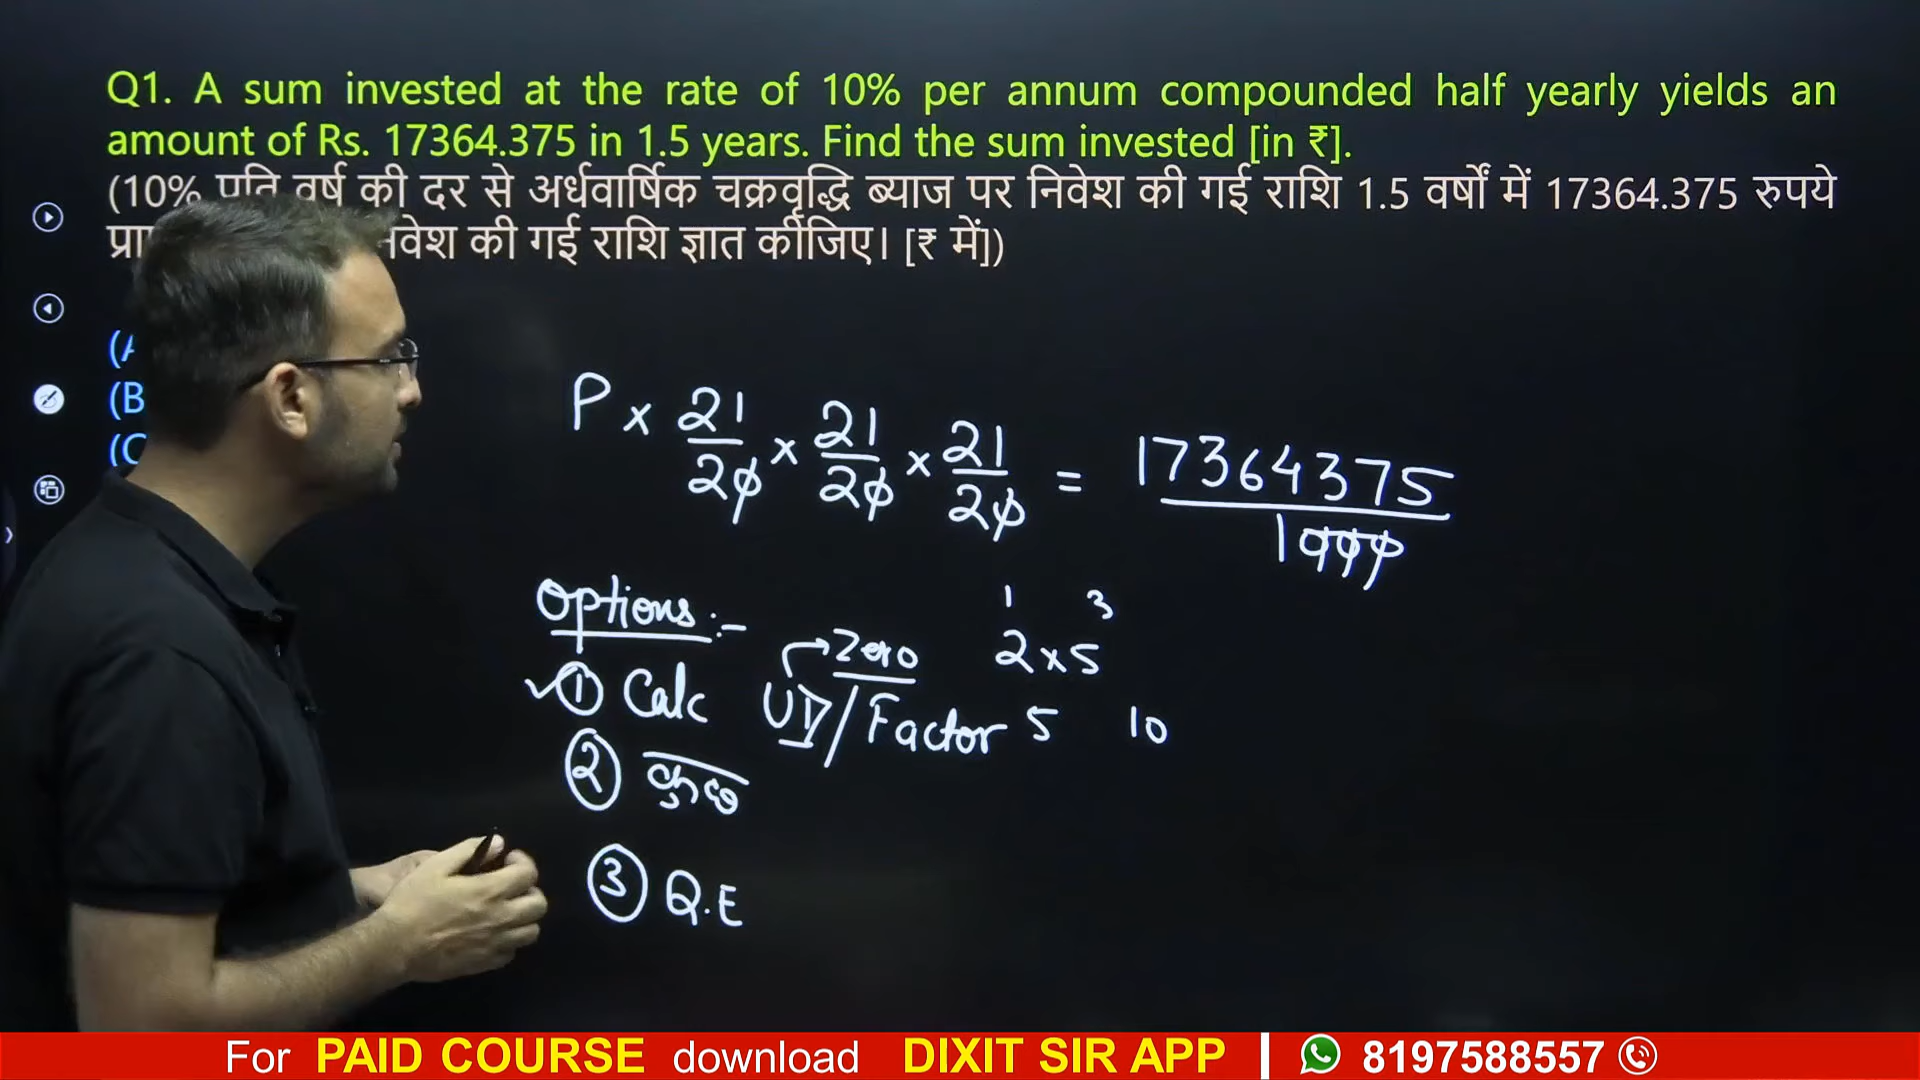 Q1. A sum invested at the rate of 10% per annum compounded half yearly yields an
amount of Rs. 17364.375 in 1.5 years. Find the sum invested [in ₹].
(10% प्रति वर्ष की दर से अर्धवार्षिक चक्रवृद्धि ब्याज पर निवेश की गई राशि 1.5 वर्षों में 17364.375 रुपये
की गई राशि ज्ञात कीजिए। [₹ में])
(A
(B
(C
P × 21/20 × 21/20 × 21/20 = 17364375/1000
Options:-
1 3
2×5
Zero
① Calc UD/Factor 5 10
② कुछ
③ Q.E
For PAID COURSE download DIXIT SIR APP | 8197588557